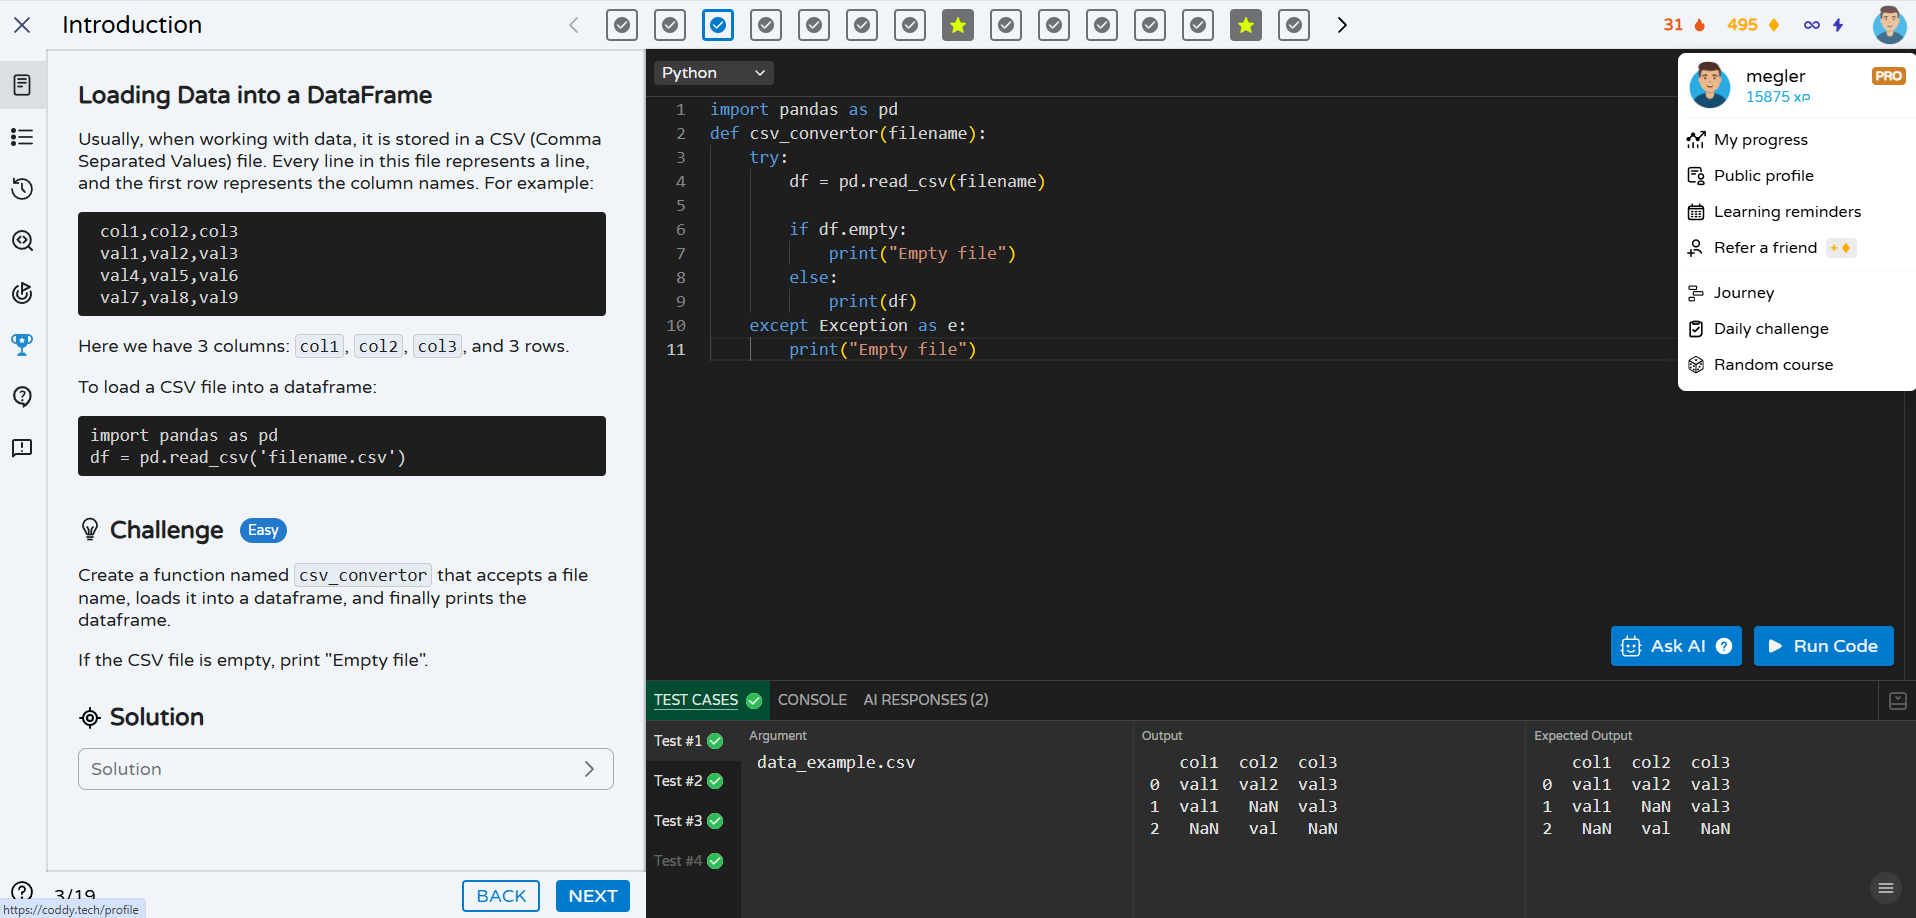 Introduction
31
495
∞
Loading Data into a DataFrame
Usually, when working with data, it is stored in a CSV (Comma
Separated Values) file. Every line in this file represents a line,
and the first row represents the column names. For example:
col1,col2,col3
val1,val2,val3
val4,val5,val6
val7,val8,val9
Here we have 3 columns: col1, col2, col3, and 3 rows.
To load a CSV file into a dataframe:
import pandas as pd
df = pd.read_csv('filename.csv')
Challenge Easy
Create a function named csv_convertor that accepts a file
name, loads it into a dataframe, and finally prints the
dataframe.
If the CSV file is empty, print "Empty file".
Solution
Solution
3/19
BACK
NEXT
https://coddy.tech/profile
Python
1 import pandas as pd
2 def csv_convertor(filename):
3 try:
4 df = pd.read_csv(filename)
5
6 if df.empty:
7 print("Empty file")
8 else:
9 print(df)
10 except Exception as e:
11 print("Empty file")
megler PRO
15875 XP
My progress
Public profile
Learning reminders
Refer a friend +
Journey
Daily challenge
Random course
Ask AI ?
Run Code
TEST CASES CONSOLE AI RESPONSES (2)
Test #1
Test #2
Test #3
Test #4
Argument
data_example.csv
Output
col1 col2 col3
0 val1 val2 val3
1 val1 NaN val3
2 NaN val NaN
Expected Output
col1 col2 col3
0 val1 val2 val3
1 val1 NaN val3
2 NaN val NaN